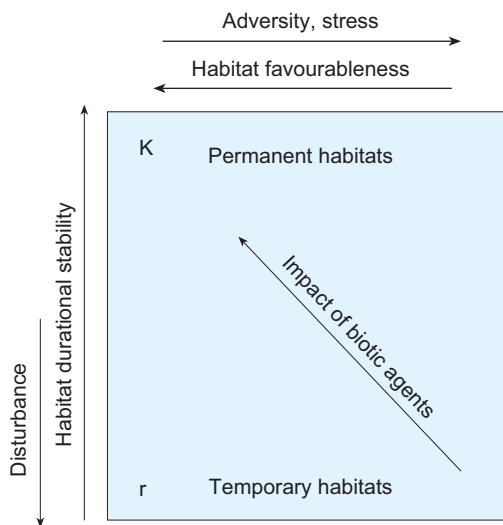 Adversity, stress
Habitat favourableness
K
Permanent habitats
Habitat durational stability
Disturbance
Impact of biotic agents
r
Temporary habitats